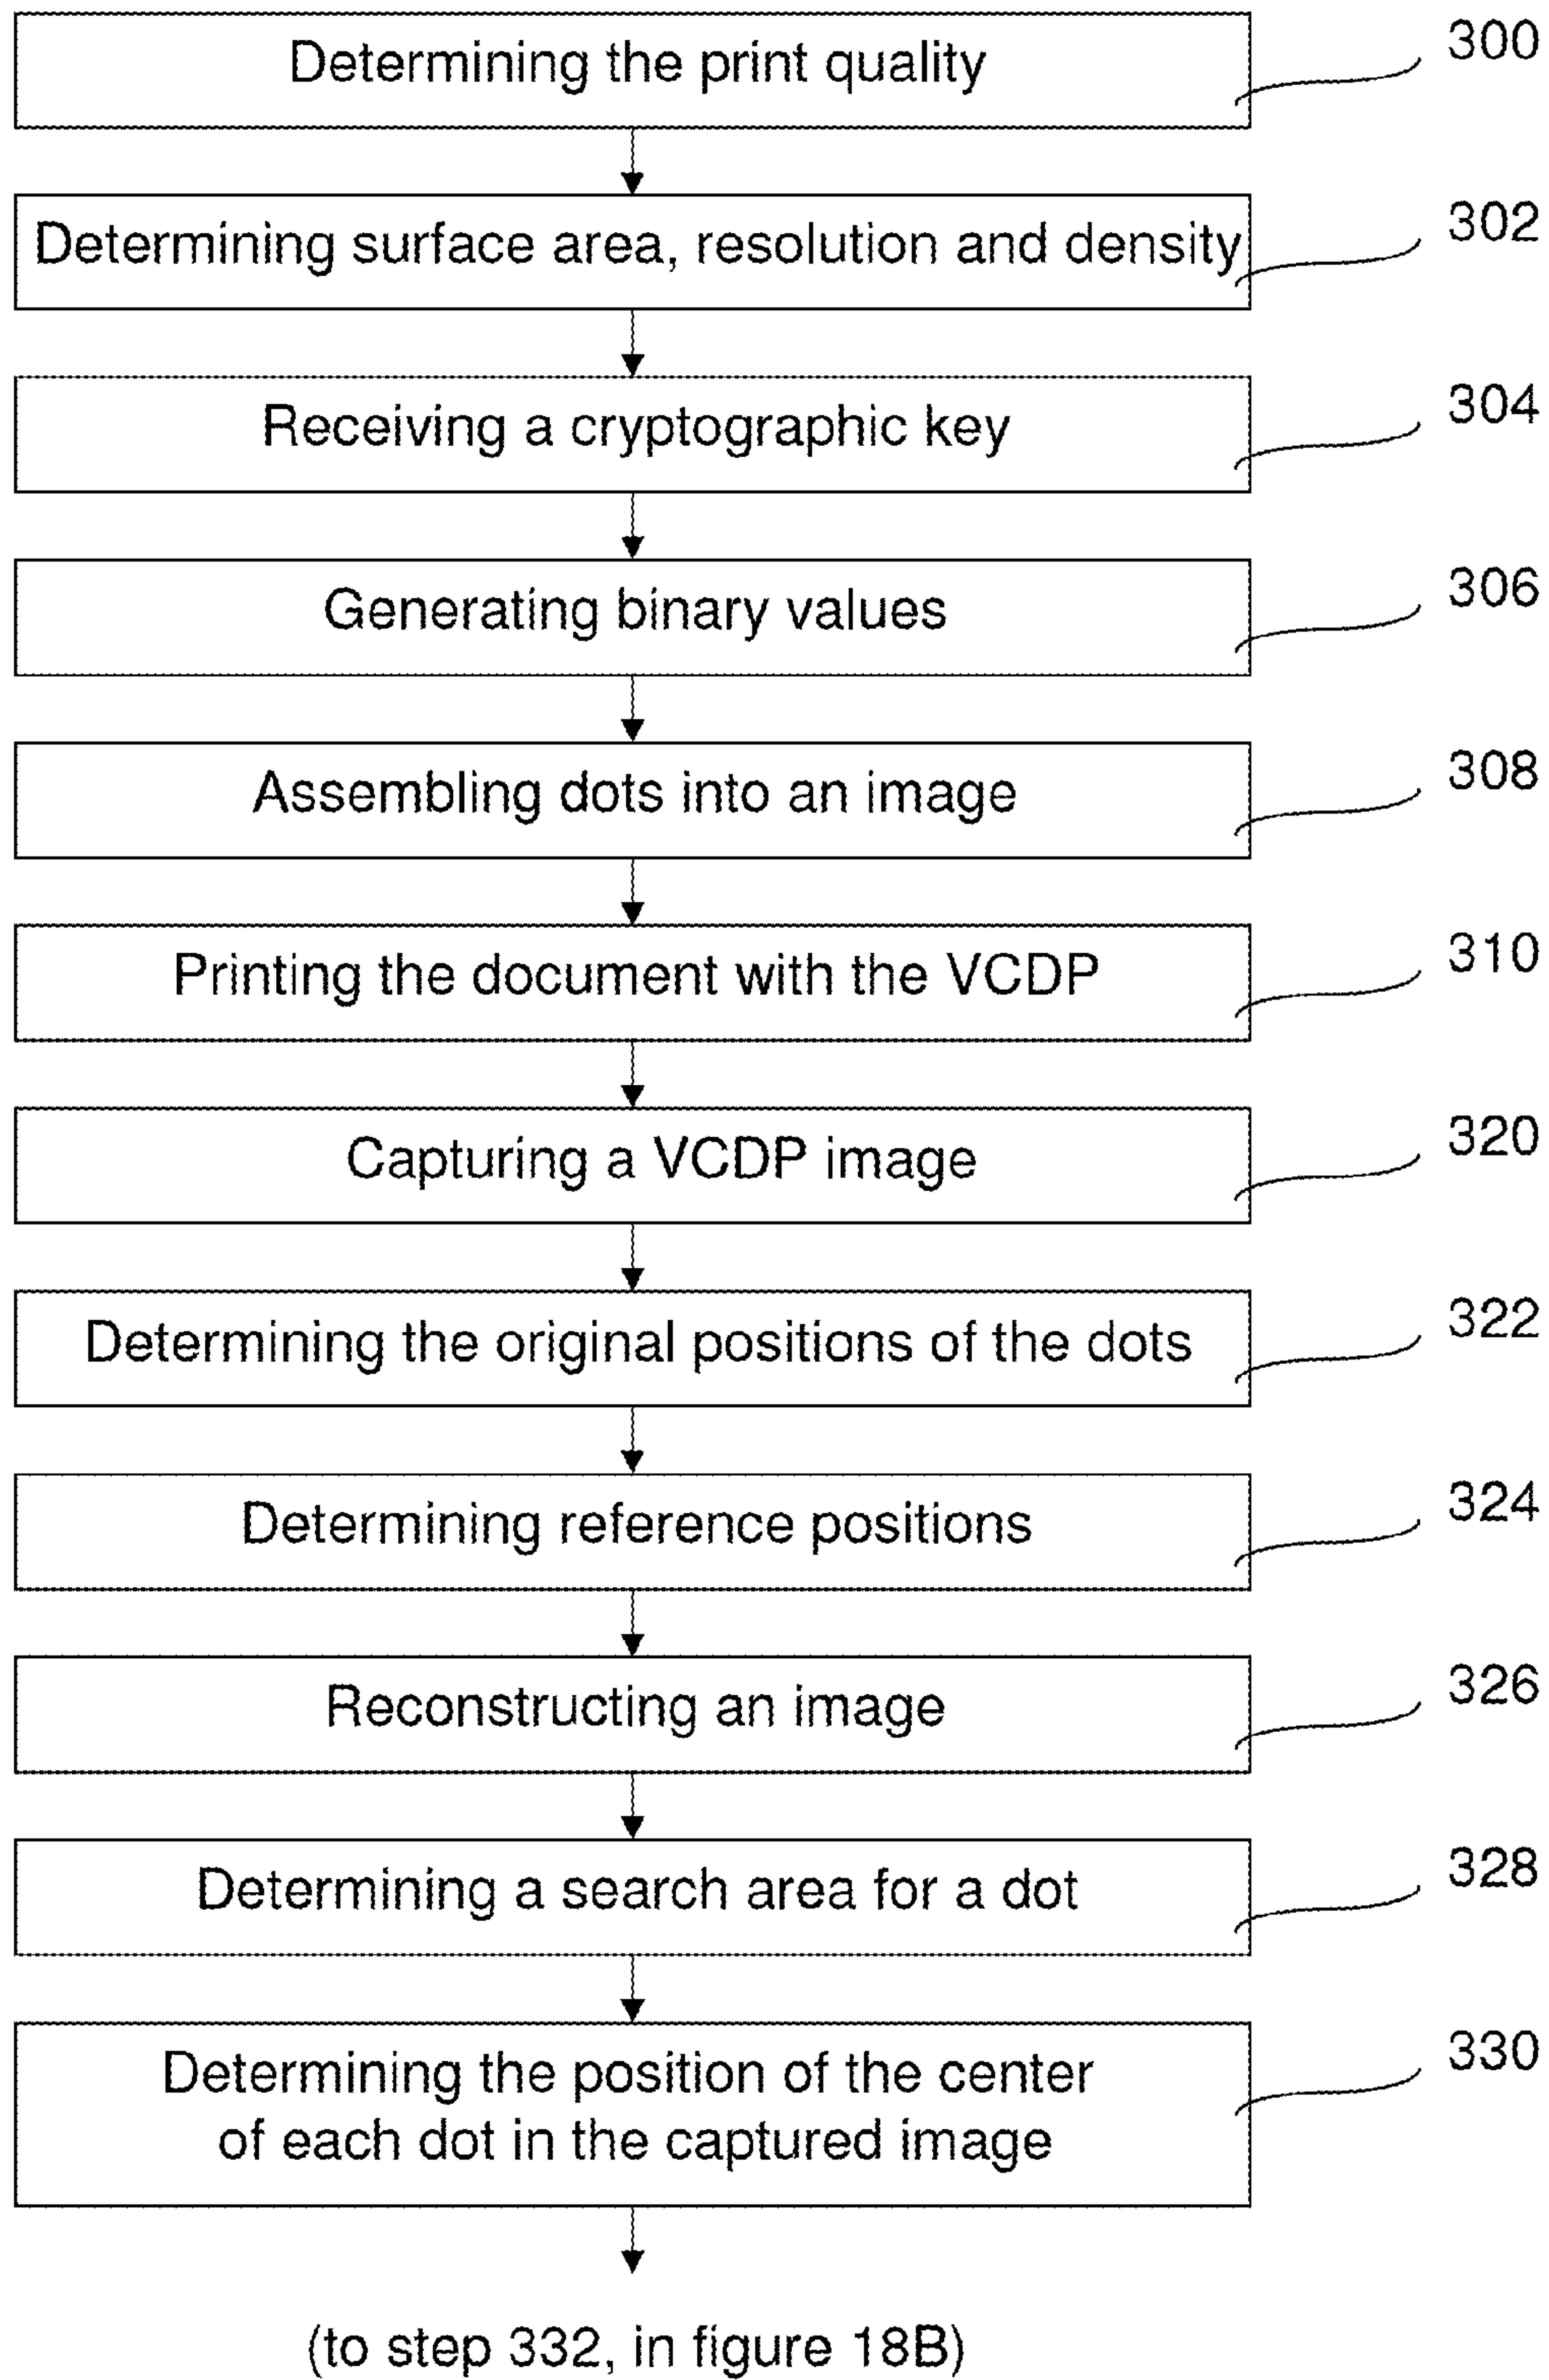 Determining the print quality 300
Determining surface area, resolution and density 302
Receiving a cryptographic key 304
Generating binary values 306
Assembling dots into an image 308
Printing the document with the VCDP 310
Capturing a VCDP image 320
Determining the original positions of the dots 322
Determining reference positions 324
Reconstructing an image 326
Determining a search area for a dot 328
Determining the position of the center 330
of each dot in the captured image
(to step 332, in figure 18B)